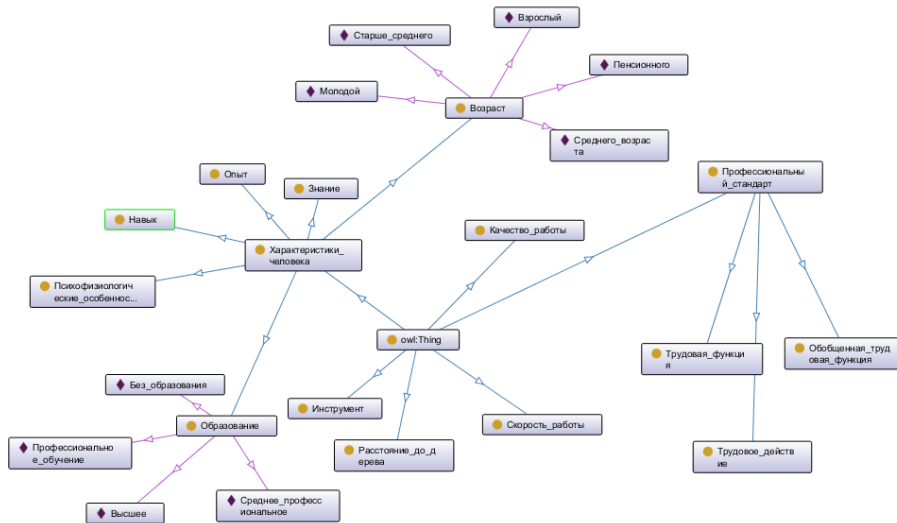 Взрослый
Старше_среднего
Пенсионного
Молодой
Возраст
Среднего_возрас
та
Профессиональны
й_стандарт
Опыт
Знание
Навык
Качество_работы
Характеристики_
человека
Психофизиологич
еские_особеннос...
owl:Thing
Трудовая_функци
я
Обобщенная_труд
овая_функция
Без_образования
Инструмент
Образование
Скорость_работы
Профессионально
е_обучение
Расстояние_до_д
ерева
Трудовое_действ
ие
Высшее
Среднее_професс
иональное